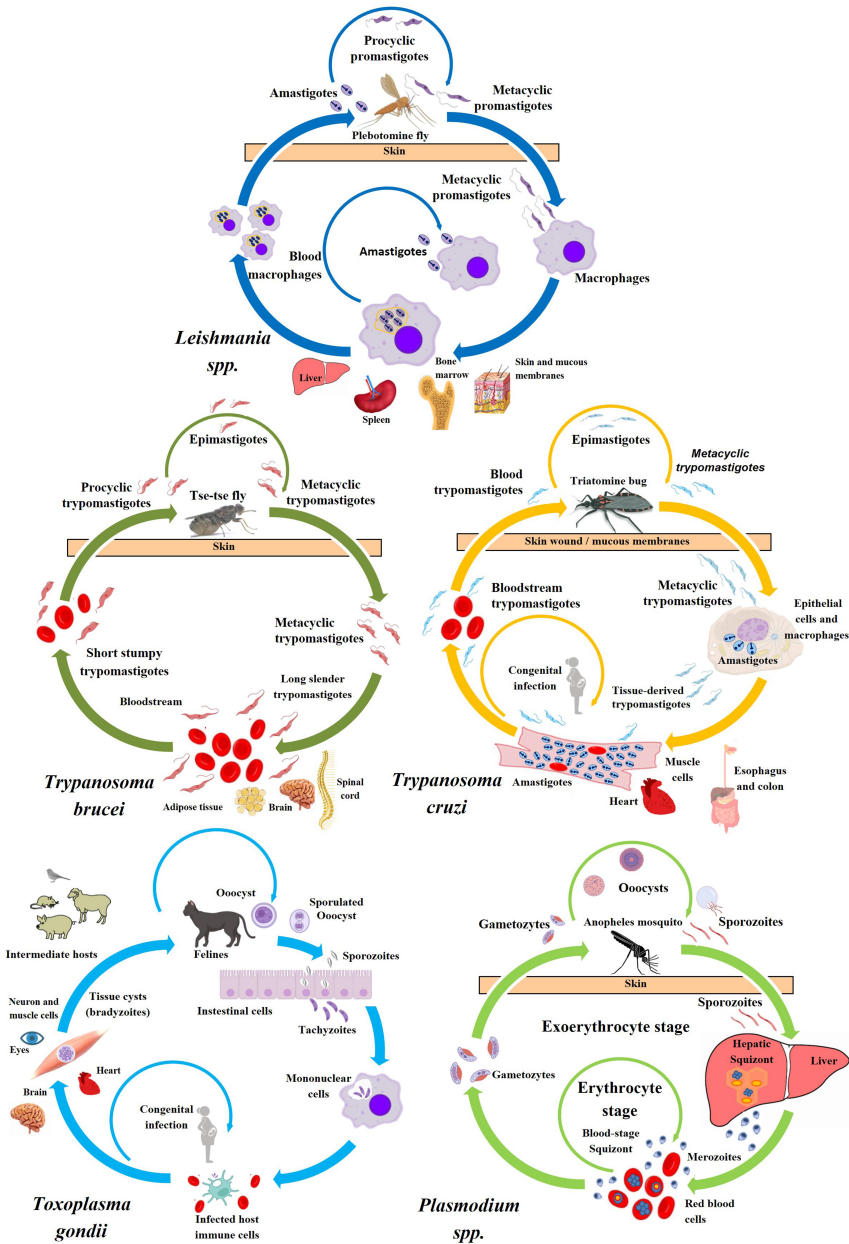 Procyclic
promastigotes
Amastigotes
Metacyclic
promastigotes
Plebotomine fly
Skin
Metacyclic
promastigotes
Amastigotes
Blood
macrophages
Macrophages
Leishmania
spp.
Liver
Spleen
Bone
marrow
Skin and mucous
membranes
Epimastigotes
Procyclic
trypomastigotes
Tse-tse fly
Metacyclic
trypomastigotes
Skin
Metacyclic
trypomastigotes
Short stumpy
trypomastigotes
Long slender
trypomastigotes
Bloodstream
Trypanosoma
brucei
Adipose tissue
Brain
Spinal
cord
Epimastigotes
Metacyclic
trypomastigotes
Blood
trypomastigotes
Triatomine bug
Skin wound / mucous membranes
Bloodstream
trypomastigotes
Metacyclic
trypomastigotes
Epithelial
cells and
macrophages
Amastigotes
Congenital
infection
Tissue-derived
trypomastigotes
Trypanosoma
cruzi
Amastigotes
Muscle
cells
Heart
Esophagus
and colon
Ooocyst
Sporulated
Ooocyst
Intermediate hosts
Felines
Sporozoites
Neuron and
muscle cells
Tissue cysts
(bradyzoites)
Instestinal cells
Tachyzoites
Eyes
Heart
Brain
Mononuclear
cells
Congenital
infection
Toxoplasma
gondii
Infected host
immune cells
Ooocysts
Gametozytes
Anopheles mosquito
Sporozoites
Skin
Sporozoites
Exoerythrocyte stage
Hepatic
Squizont
Liver
Gametozytes
Erythrocyte
stage
Blood-stage
Squizont
Merozoites
Plasmodium
spp.
Red blood
cells